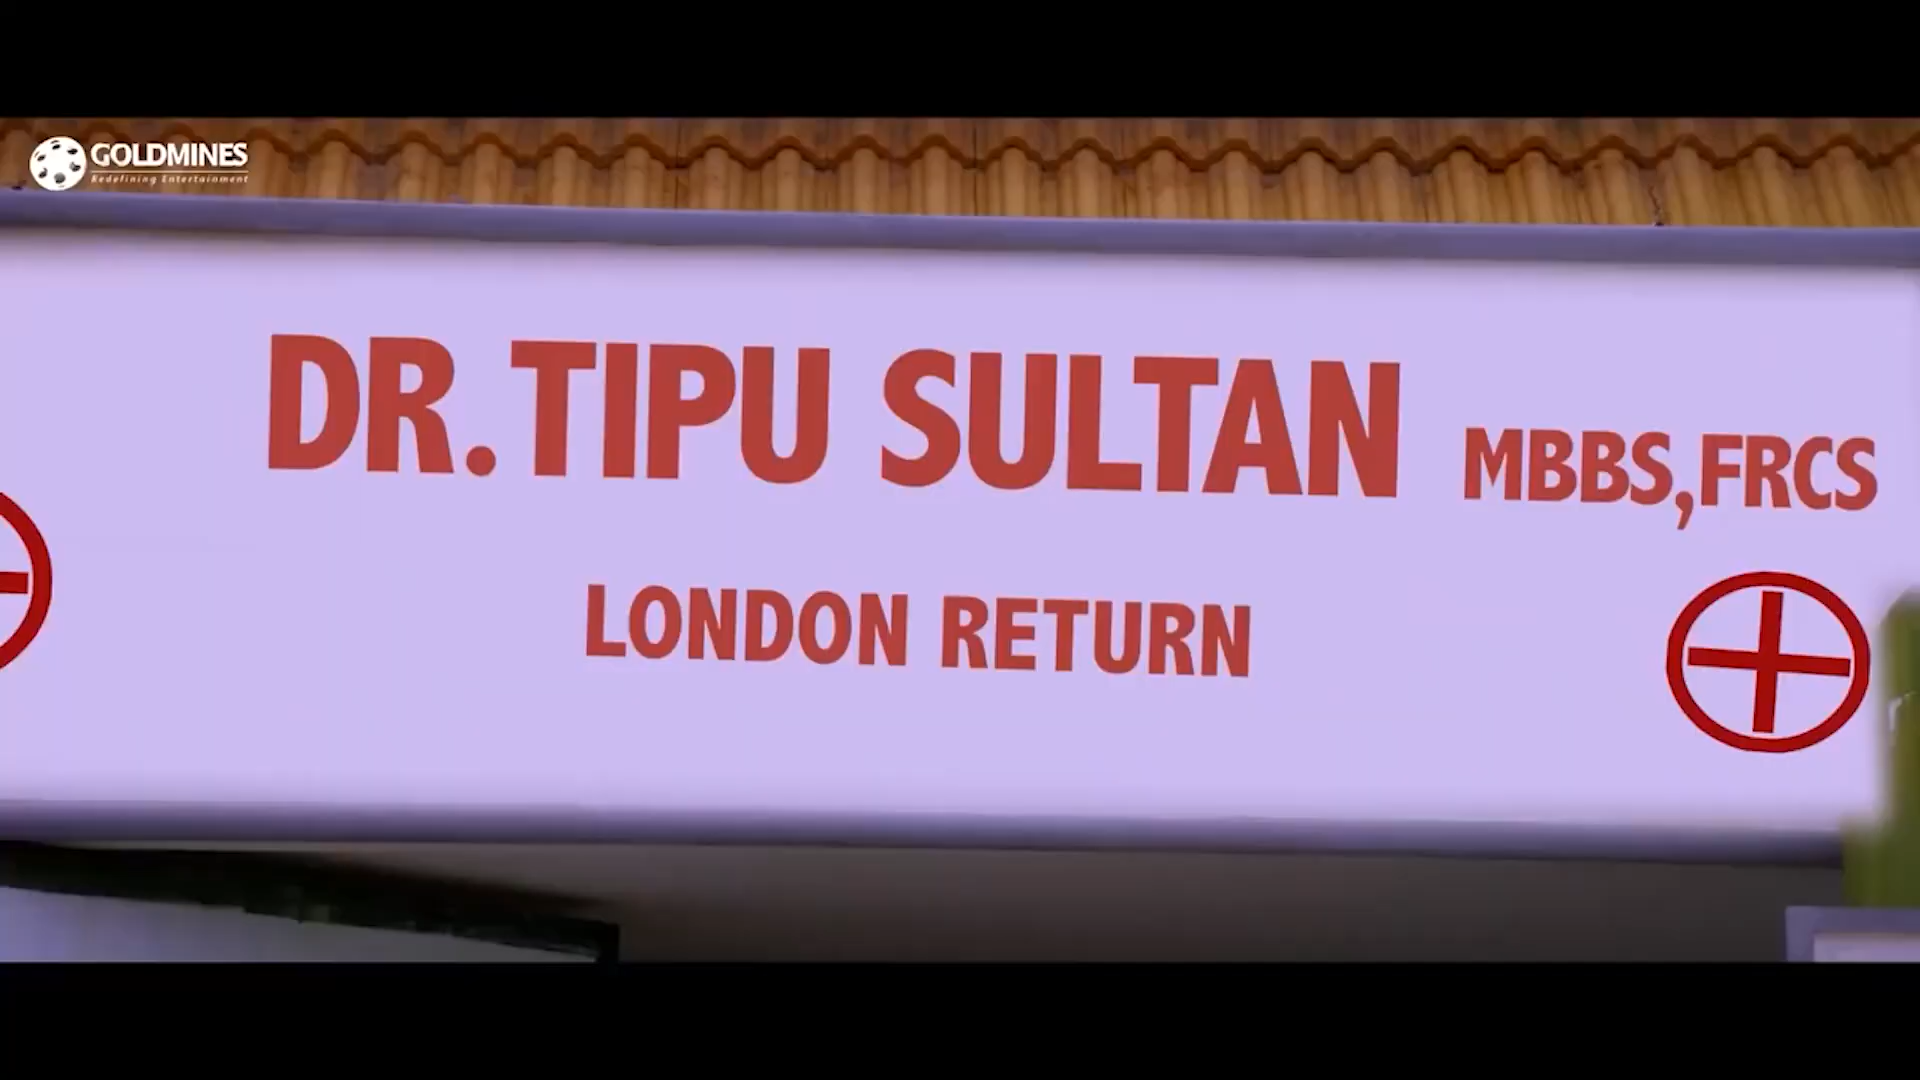 GOLDMINES
Redefining Entertainment
DR.TIPU SULTAN MBBS,FRCS
LONDON RETURN